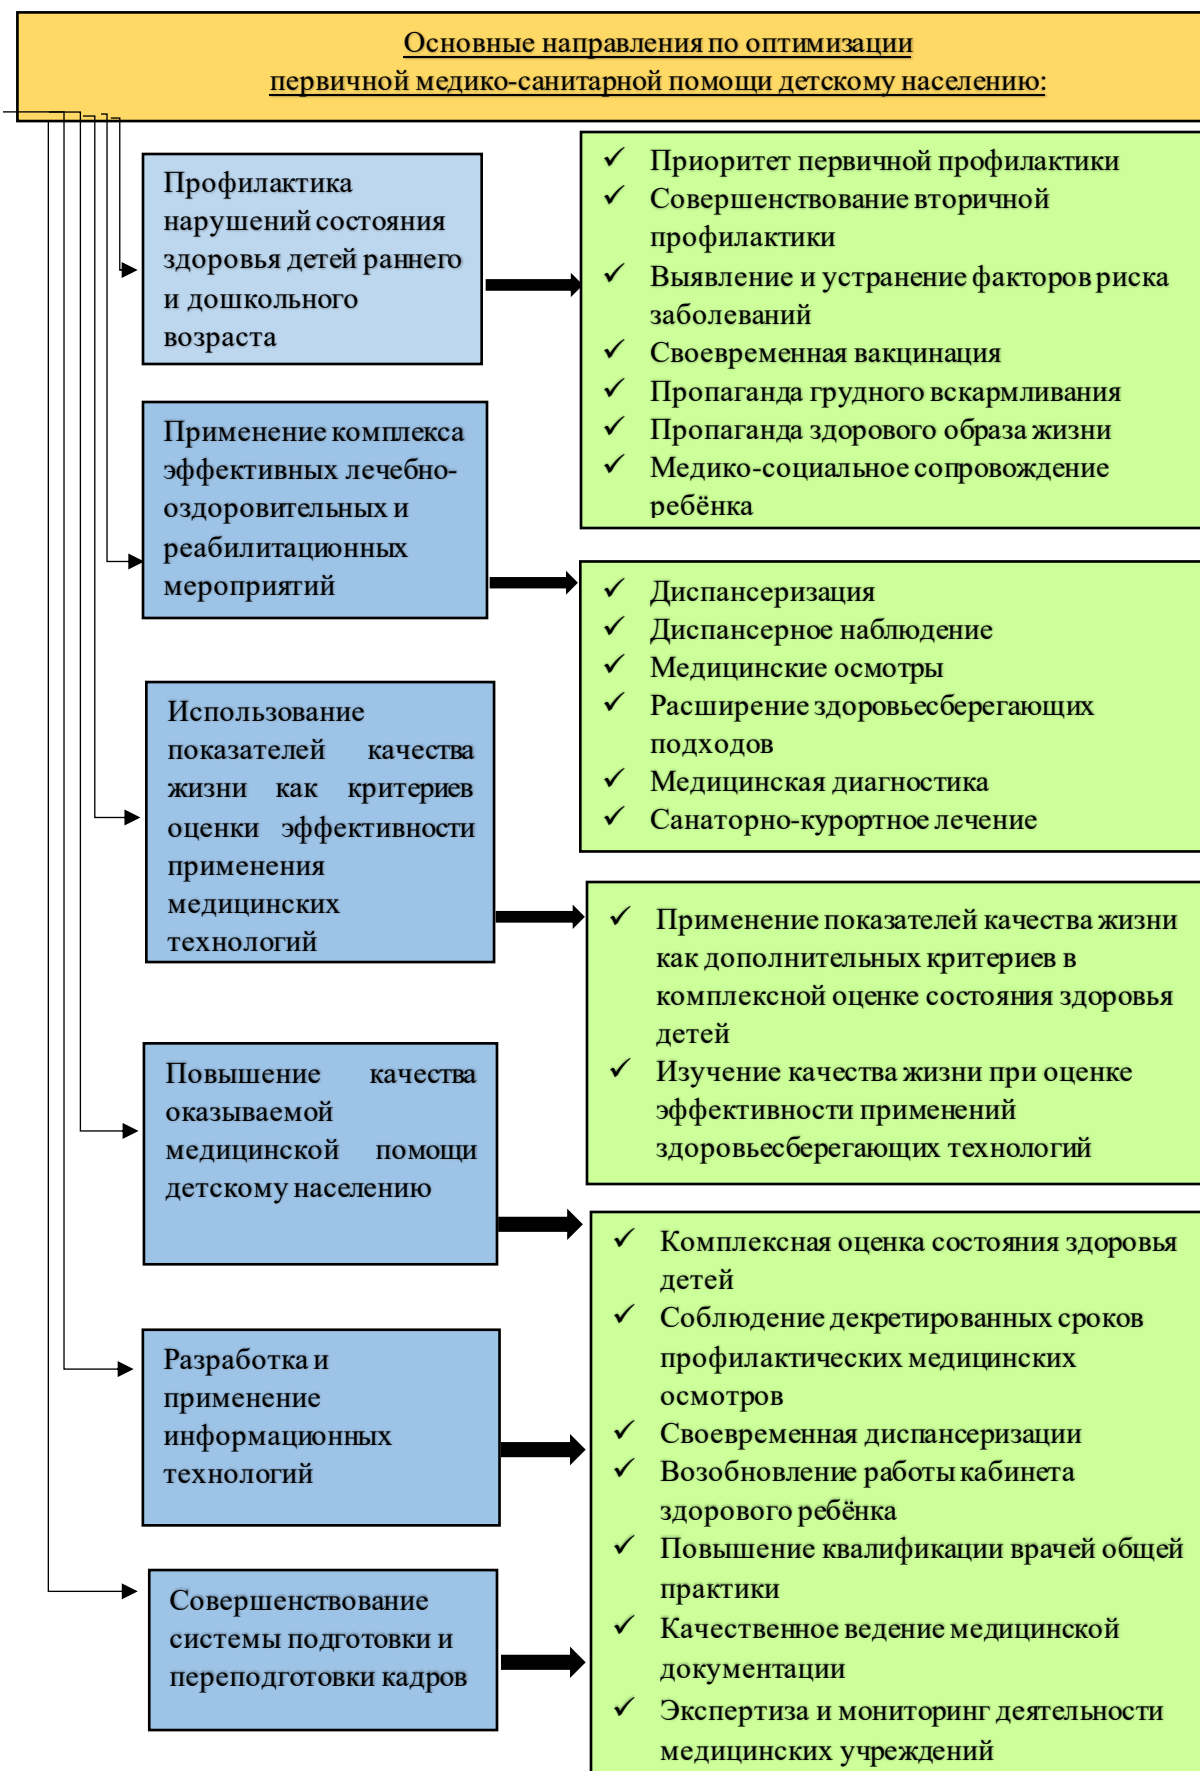 Основные направления по оптимизации
первичной медико-санитарной помощи детскому населению:
Профилактика
нарушений состояния
здоровья детей раннего
и дошкольного
возраста
✓ Приоритет первичной профилактики
✓ Совершенствование вторичной
профилактики
✓ Выявление и устранение факторов риска
заболеваний
✓ Своевременная вакцинация
✓ Пропаганда грудного вскармливания
✓ Пропаганда здорового образа жизни
✓ Медико-социальное сопровождение
ребёнка
Применение комплекса
эффективных лечебно-
оздоровительных и
реабилитационных
мероприятий
✓ Диспансеризация
✓ Диспансерное наблюдение
✓ Медицинские осмотры
✓ Расширение здоровьесберегающих
подходов
✓ Медицинская диагностика
✓ Санаторно-курортное лечение
Использование
показателей качества
жизни как критериев
оценки эффективности
применения
медицинских
технологий
✓ Применение показателей качества жизни
как дополнительных критериев в
комплексной оценке состояния здоровья
детей
✓ Изучение качества жизни при оценке
эффективности применений
здоровьесберегающих технологий
Повышение качества
оказываемой
медицинской помощи
детскому населению
✓ Комплексная оценка состояния здоровья
детей
✓ Соблюдение декретированных сроков
профилактических медицинских
осмотров
✓ Своевременная диспансеризации
✓ Возобновление работы кабинета
здорового ребёнка
✓ Повышение квалификации врачей общей
практики
✓ Качественное ведение медицинской
документации
✓ Экспертиза и мониторинг деятельности
медицинских учреждений
Разработка и
применение
информационных
технологий
Совершенствование
системы подготовки и
переподготовки кадров